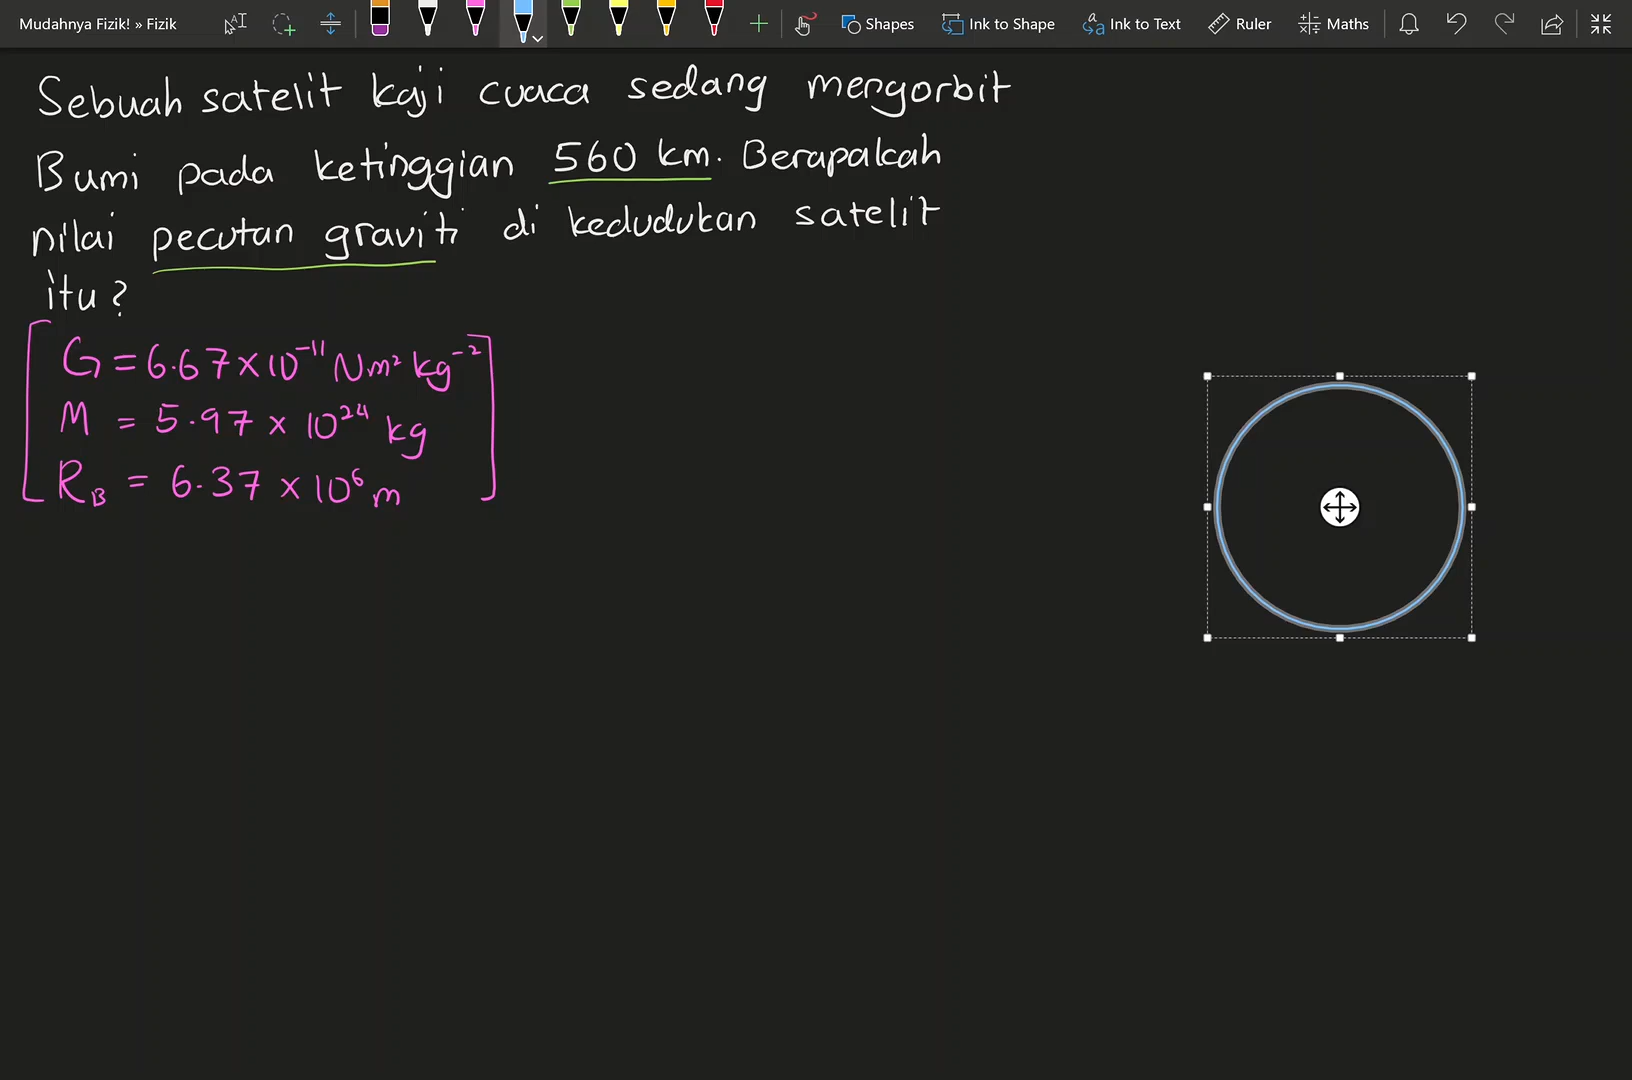 Mudahnya Fizik! » Fizik
Shapes
Ink to Shape
Ink to Text
Ruler
Maths
Sebuah satelit kaji cuaca sedang mengorbit
Bumi pada ketinggian 560 km. Berapakah
nilai pecutan graviti di kedudukan satelit
itu?
G = 6.67 × 10⁻¹¹ Nm² kg⁻²
M = 5.97 × 10²⁴ kg
R_B = 6.37 × 10⁶ m